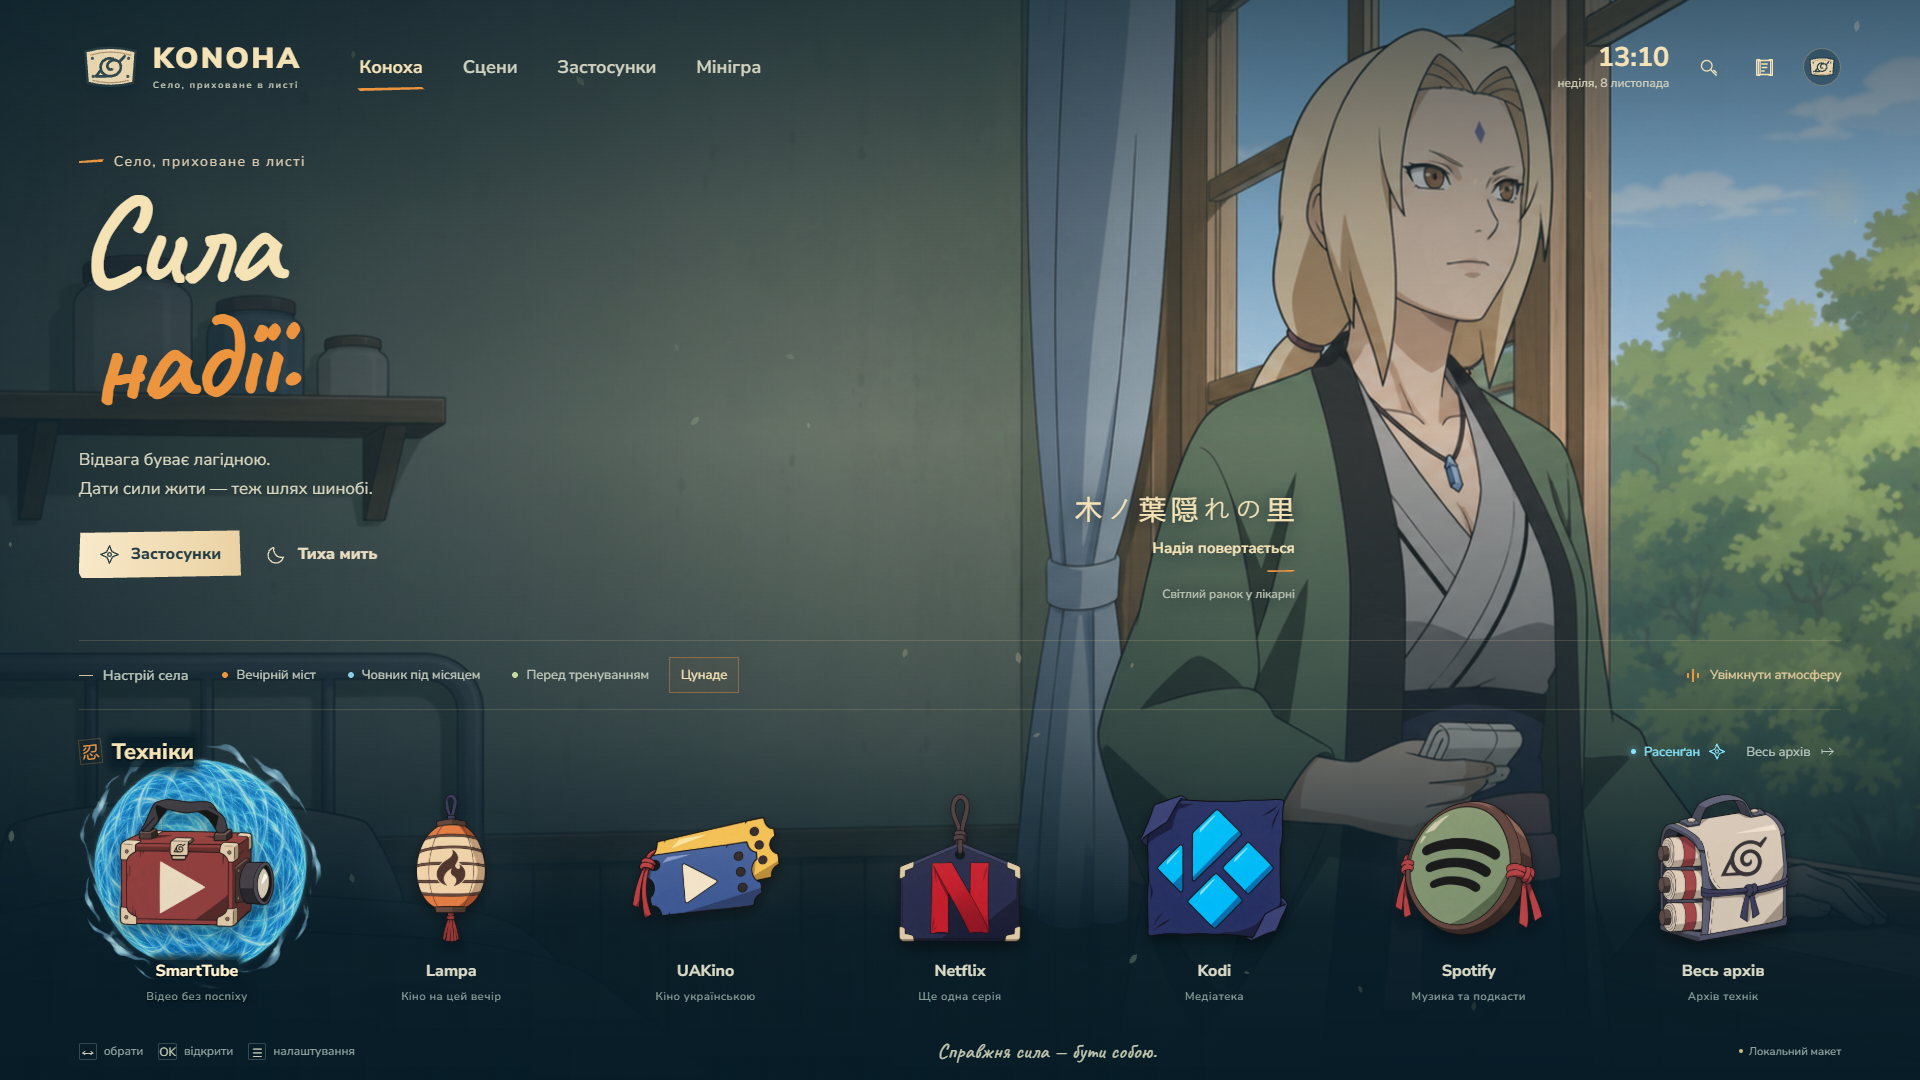 KONOHA
Село, приховане в листі
Коноха
Сцени
Застосунки
Мінігра
13:10
неділя, 8 листопада
Село, приховане в листі
Сила
надії.
Відвага буває лагідною.
Дати сили жити — теж шлях шинобі.
Застосунки
Тиха мить
木ノ葉隠れの里
Надія повертається
Світлий ранок у лікарні
Настрій села
Вечірній міст
Човник під місяцем
Перед тренуванням
Цунаде
Увімкнути атмосферу
忍 Техніки
Расенґан
Весь архів
SmartTube
Відео без поспіху
Lampa
Кіно на цей вечір
UAKino
Кіно українською
Netflix
Ще одна серія
Kodi
Медіатека
Spotify
Музика та подкасти
Весь архів
Архів технік
обрати
OK відкрити
налаштування
Справжня сила — бути собою.
Локальний макет